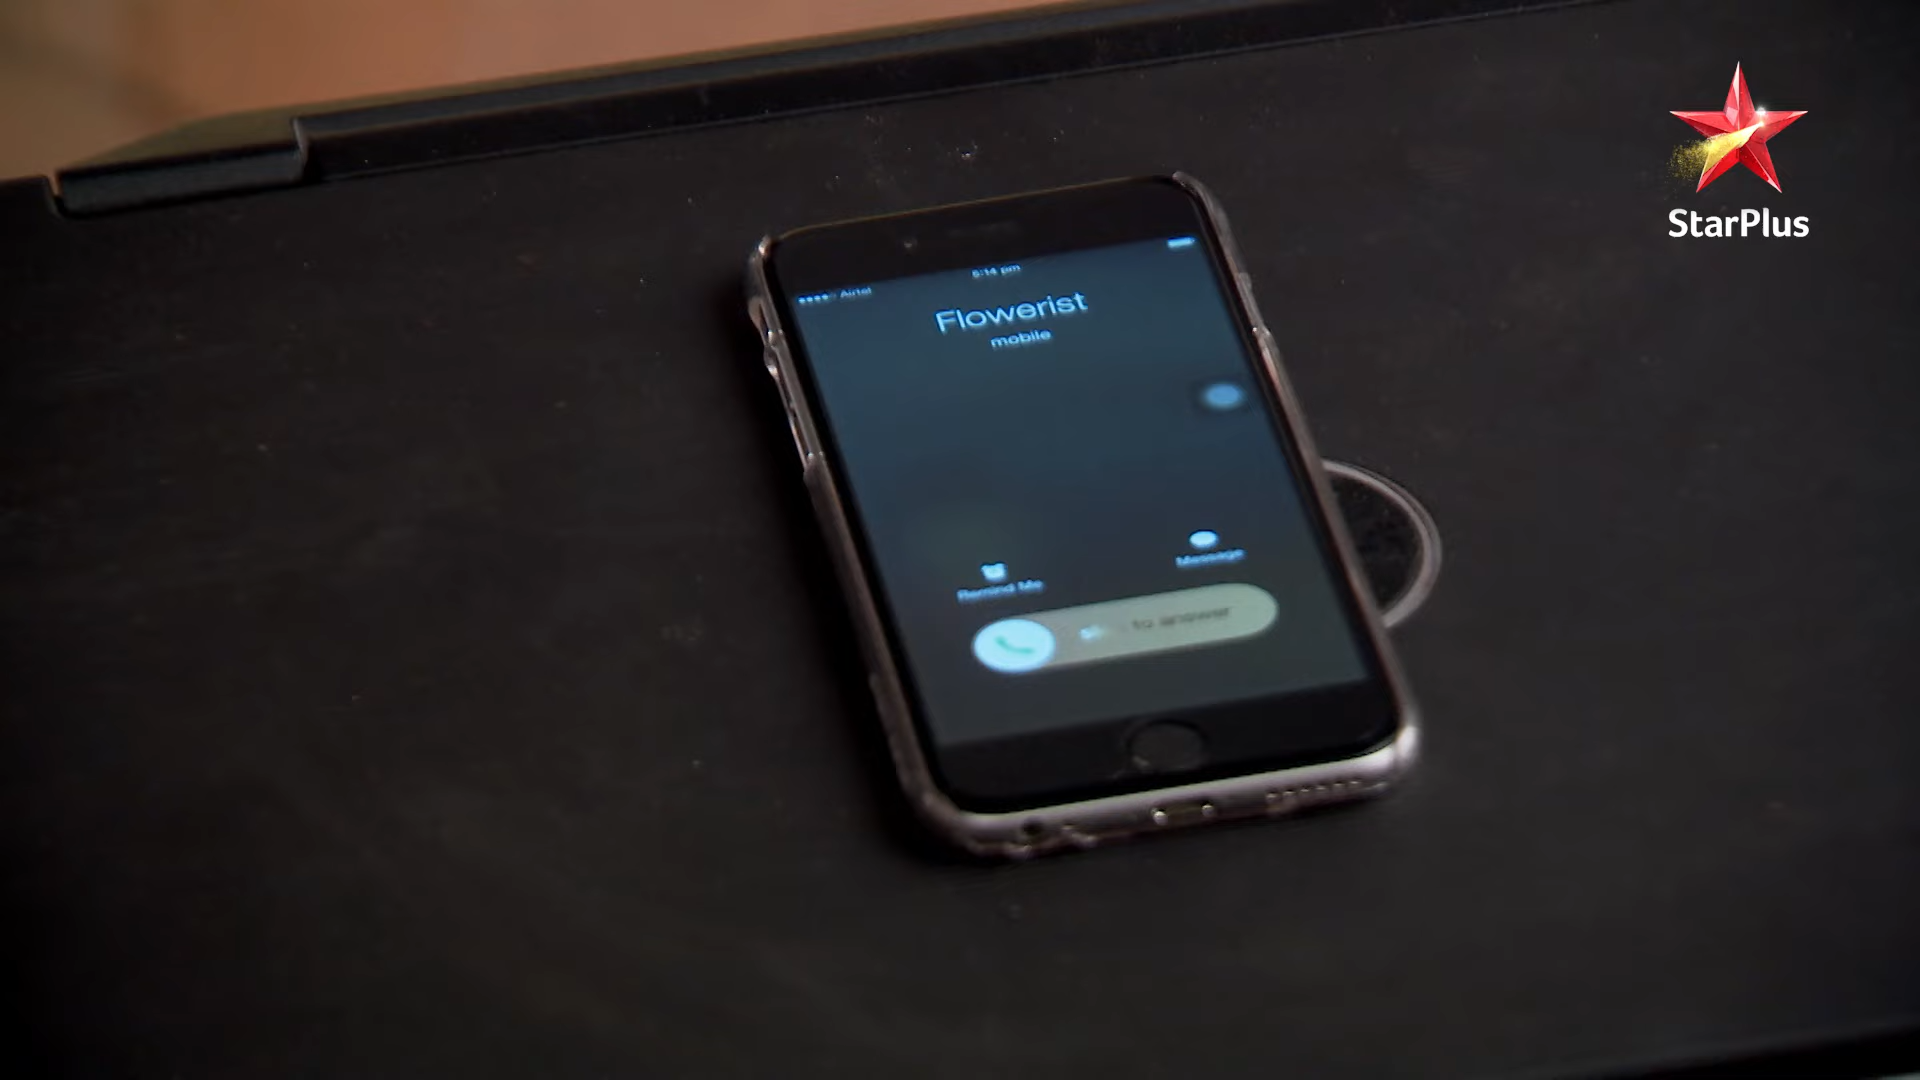 StarPlus
5:14 pm
Airtel
Flowerist
mobile
Remind Me
Message
to answer